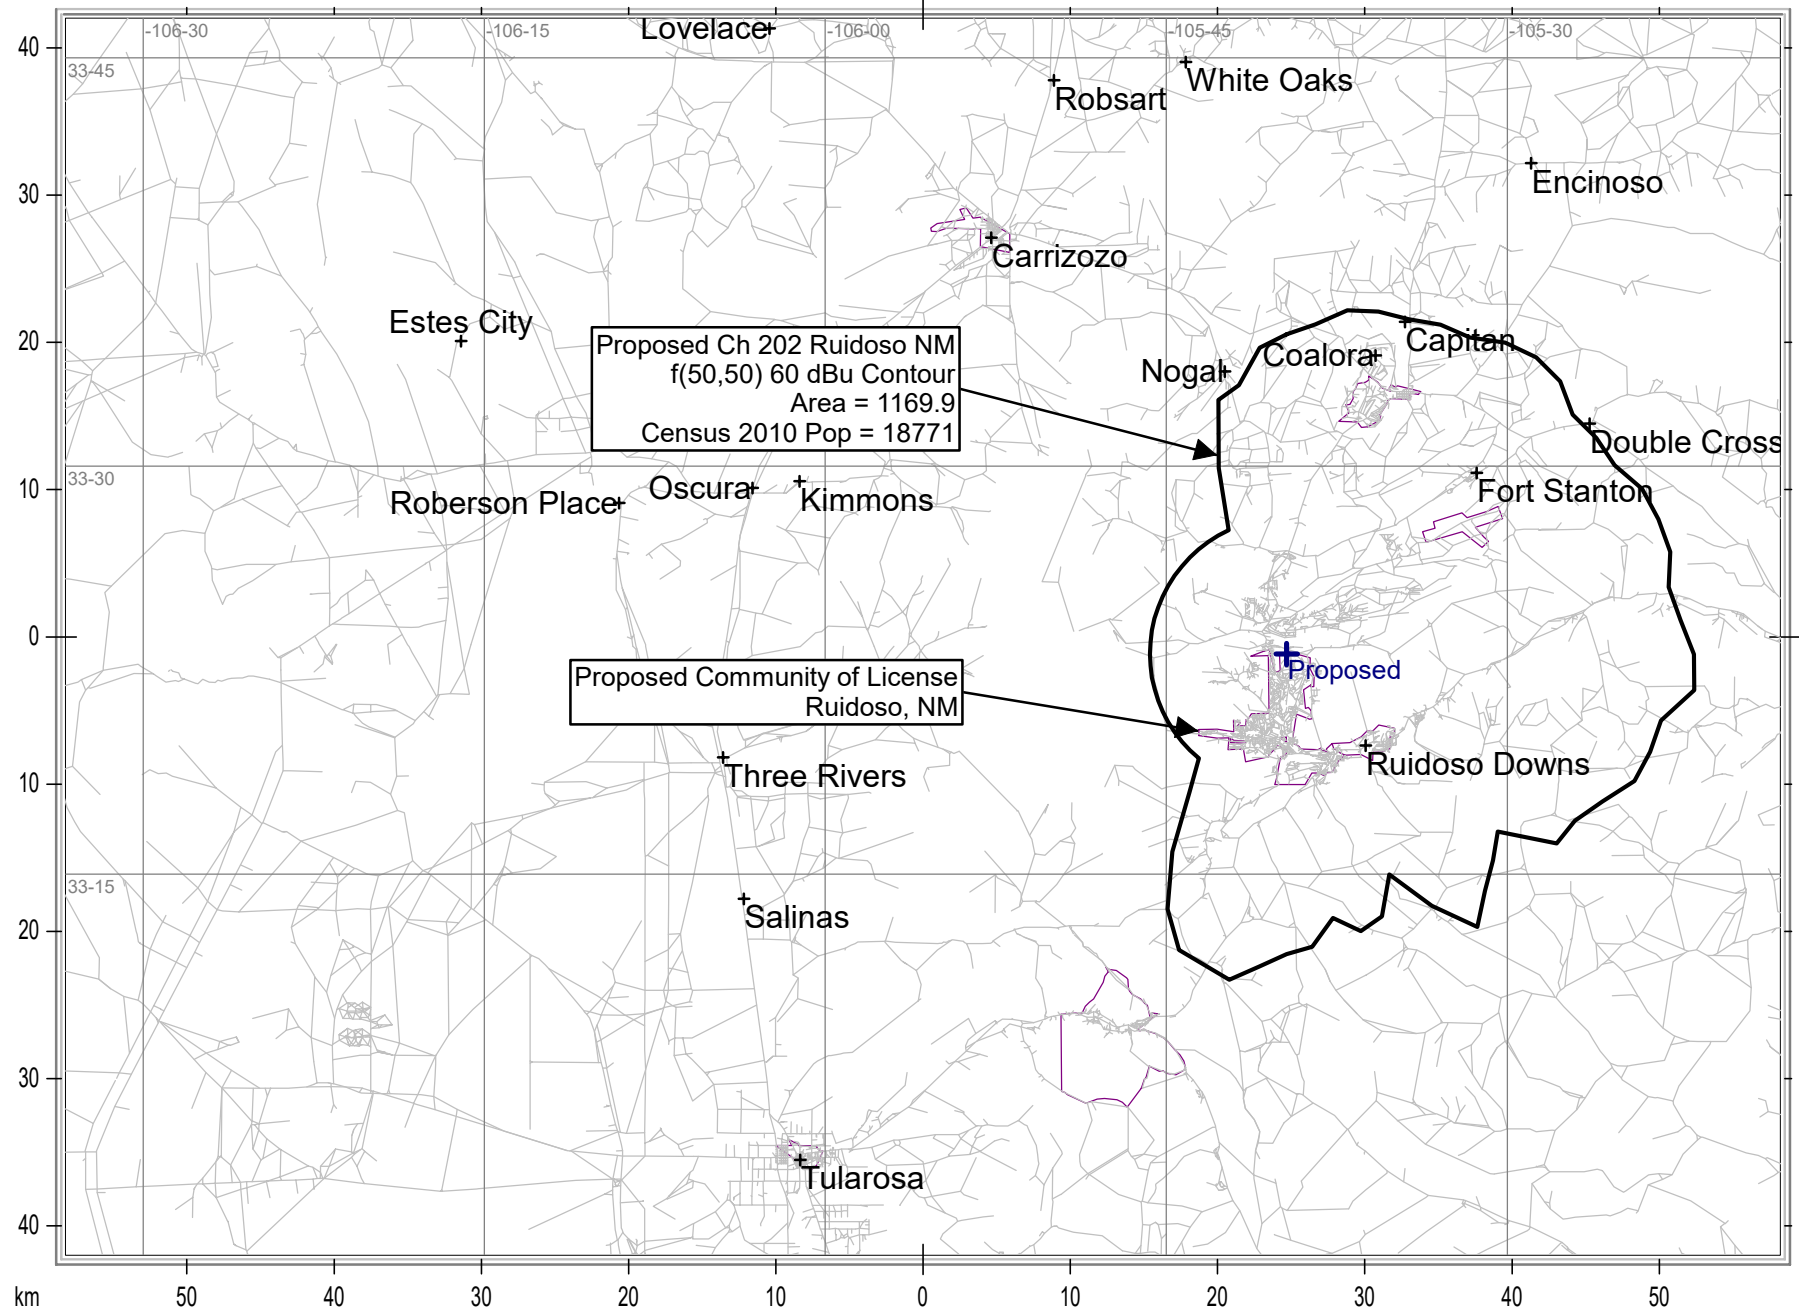 -106-30
-106-15
-106-00
-105-45
-105-30
Lovelace
40
33-45
White Oaks
Robsart
30
Encinoso
Carrizozo
Estes City
20
Proposed Ch 202 Ruidoso NM
f(50,50) 60 dBu Contour
Area = 1169.9
Census 2010 Pop = 18771
Nogal
Coalora
Capitan
Double Cross
33-30
10
Roberson Place
Oscura
Kimmons
Fort Stanton
0
Proposed
Proposed Community of License
Ruidoso, NM
Three Rivers
Ruidoso Downs
10
33-15
Salinas
20
30
Tularosa
40
km
50
40
30
20
10
0
10
20
30
40
50